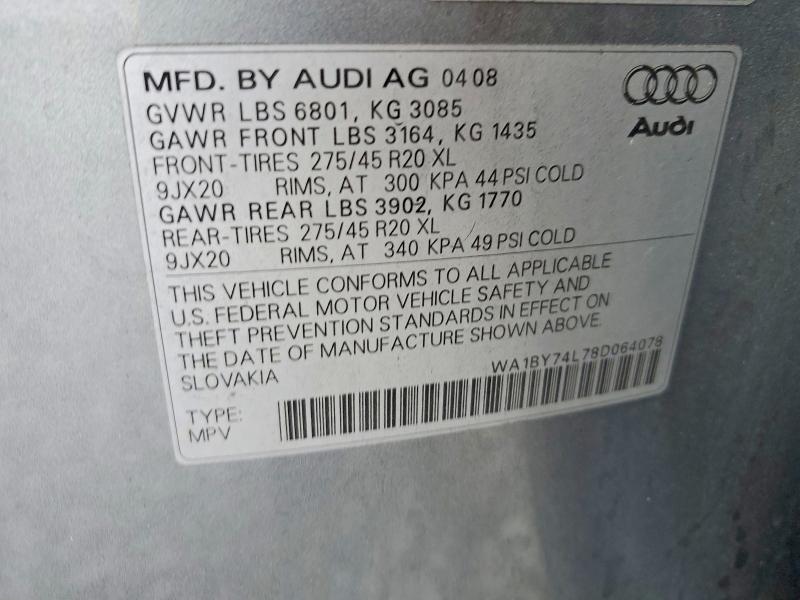 MFD. BY AUDI AG 04 08
GVWR LBS 6801, KG 3085
GAWR FRONT LBS 3164, KG 1435
FRONT-TIRES 275/45 R20 XL
9JX20 RIMS, AT 300 KPA 44 PSI COLD
GAWR REAR LBS 3902, KG 1770
REAR-TIRES 275/45 R20 XL
9JX20 RIMS, AT 340 KPA 49 PSI COLD
Audi
THIS VEHICLE CONFORMS TO ALL APPLICABLE
U.S. FEDERAL MOTOR VEHICLE SAFETY AND
THEFT PREVENTION STANDARDS IN EFFECT ON
THE DATE OF MANUFACTURE SHOWN ABOVE.
SLOVAKIA
WA1BY74L78D064078
TYPE:
MPV